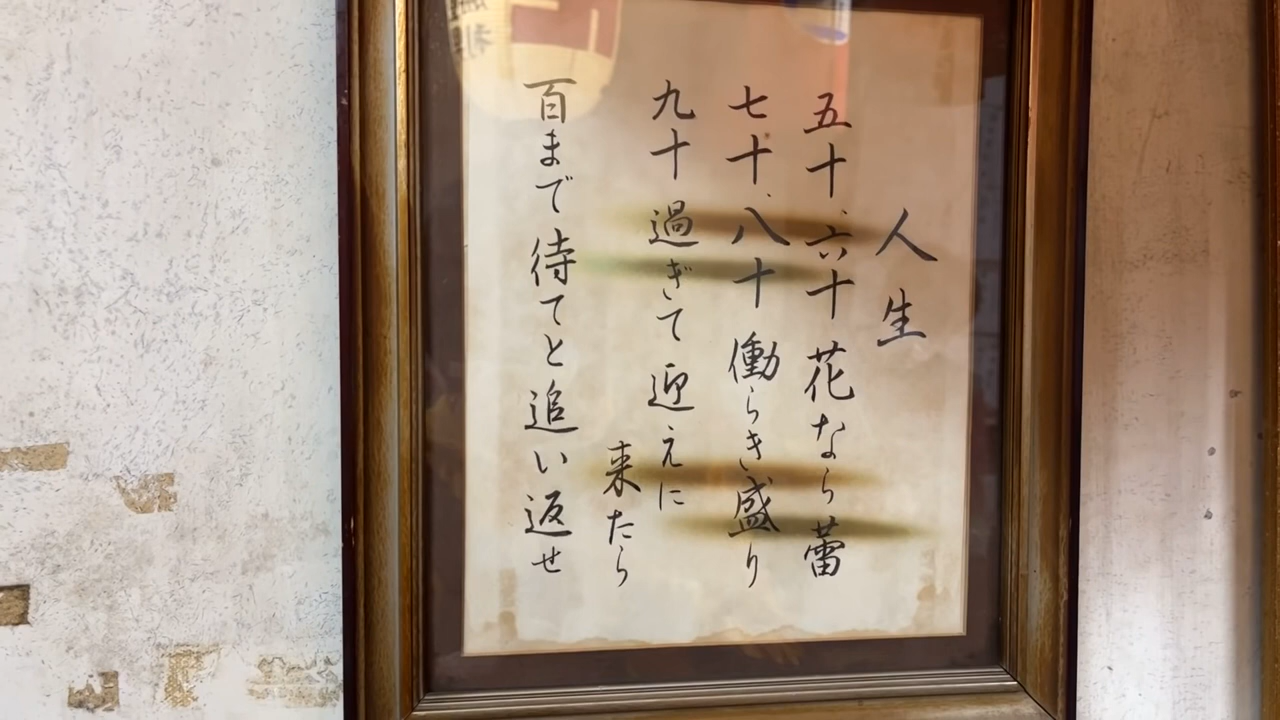 人生
五十、六十 花なら蕾
七十、八十 働らき盛り
九十 過ぎて 迎えに
来たら
百まで 待てと 追い返せ